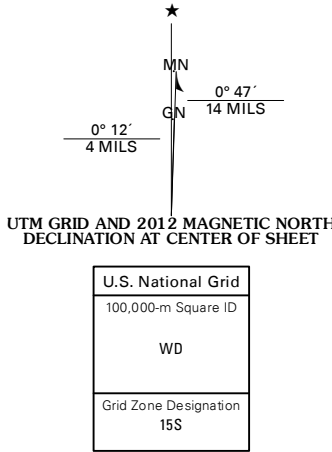 ★
MN
0° 47´
14 MILS
GN
0° 12´
4 MILS
UTM GRID AND 2012 MAGNETIC NORTH
DECLINATION AT CENTER OF SHEET
U.S. National Grid
100,000-m Square ID
WD
Grid Zone Designation
15S